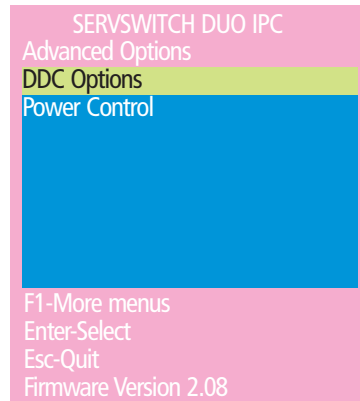 SERVSWITCH DUO IPC
Advanced Options
DDC Options
Power Control
F1-More menus
Enter-Select
Esc-Quit
Firmware Version 2.08